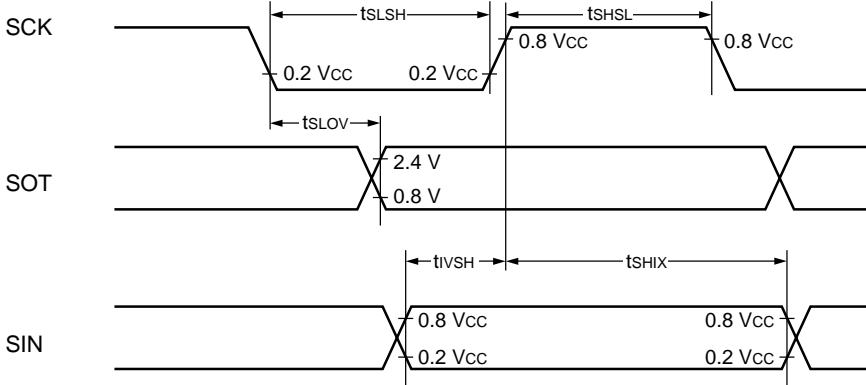 SCK
tSLSH
tSHSL
0.8 VCC
0.8 VCC
0.2 VCC
0.2 VCC
tSLOV
SOT
2.4 V
0.8 V
tIVSH
tSHIX
SIN
0.8 VCC
0.8 VCC
0.2 VCC
0.2 VCC